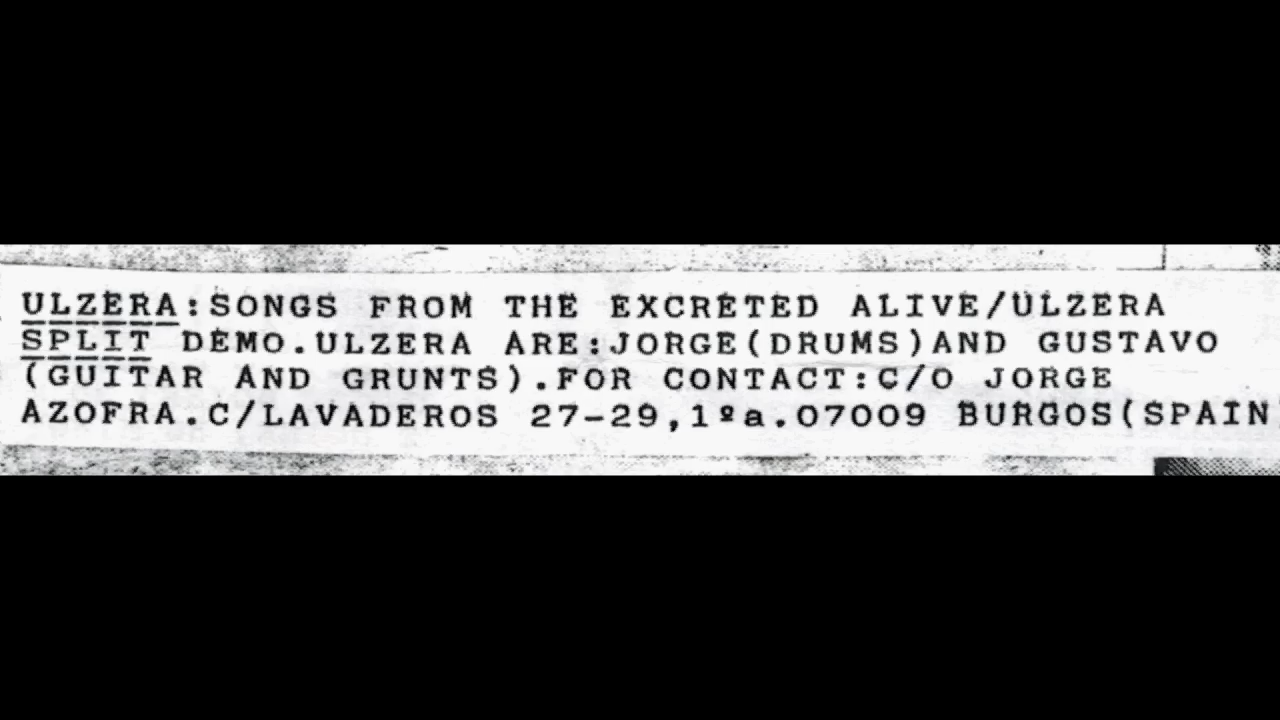 ULZERA:SONGS FROM THE EXCRETED ALIVE/ULZERA
SPLIT DEMO.ULZERA ARE:JORGE(DRUMS)AND GUSTAVO
(GUITAR AND GRUNTS).FOR CONTACT:C/O JORGE
AZOFRA.C/LAVADEROS 27-29,1ºa.07009 BURGOS(SPAIN